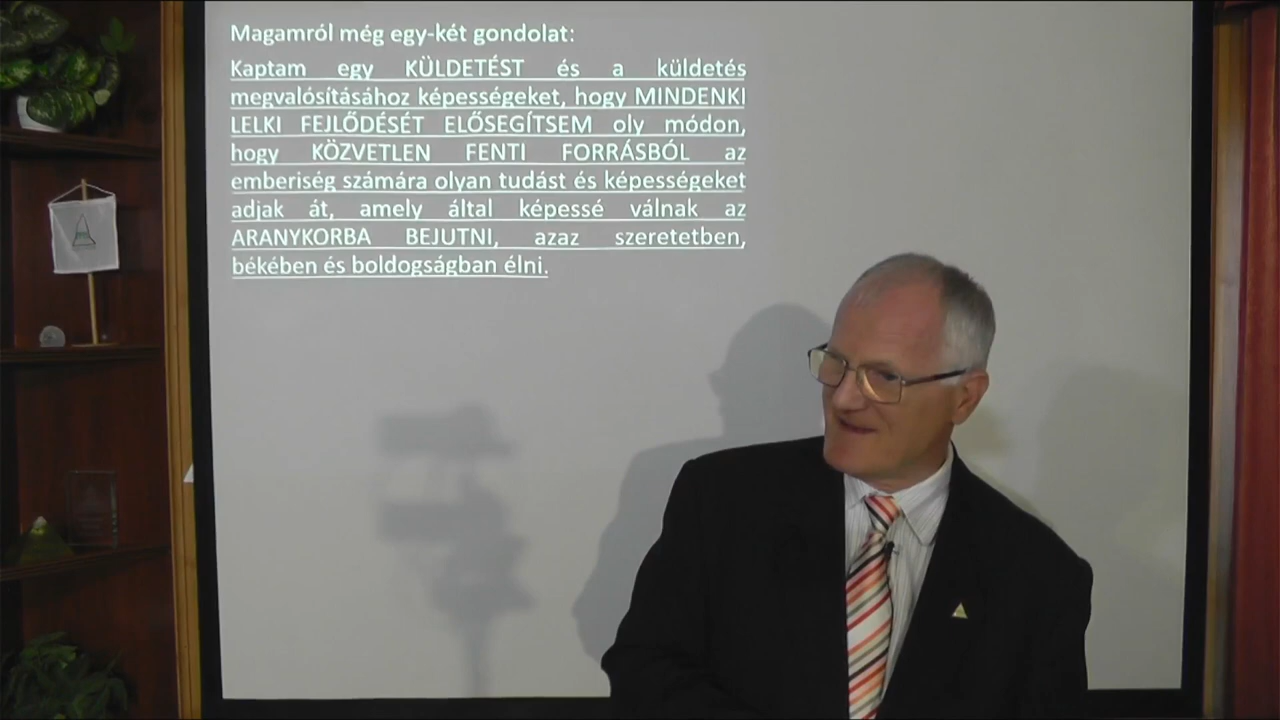 Magamról még egy-két gondolat:
Kaptam egy KÜLDETÉST és a küldetés
megvalósításához képességeket, hogy MINDENKI
LELKI FEJLŐDÉSÉT ELŐSEGÍTSEM oly módon,
hogy KÖZVETLEN FENTI FORRÁSBÓL az
emberiség számára olyan tudást és képességeket
adjak át, amely által képessé válnak az
ARANYKORBA BEJUTNI, azaz szeretetben,
békében és boldogságban élni.